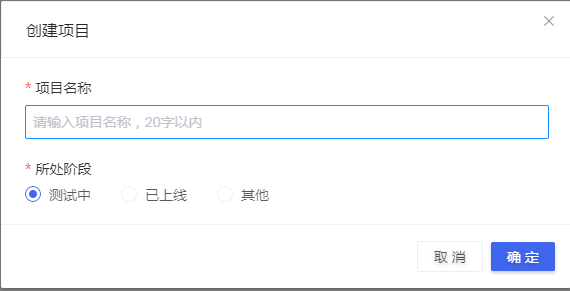 创建项目
* 项目名称
请输入项目名称，20字以内
* 所处阶段
测试中 已上线 其他
取 消 确 定